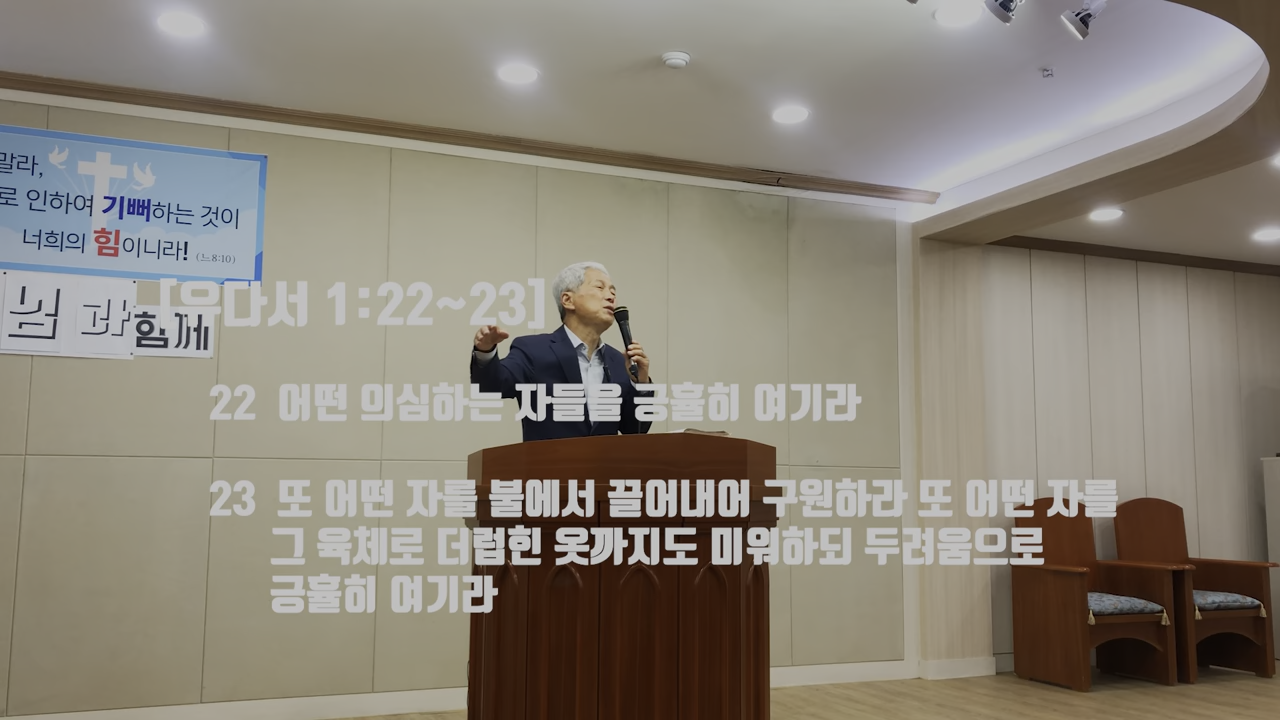 말라,
로 인하여 기뻐하는 것이
너희의 힘이니라! (느8:10)
님과 함께
[유다서 1:22~23]
22 어떤 의심하는 자들을 긍휼히 여기라
23 또 어떤 자를 불에서 끌어내어 구원하라 또 어떤 자를
그 육체로 더럽힌 옷까지도 미워하되 두려움으로
긍휼히 여기라